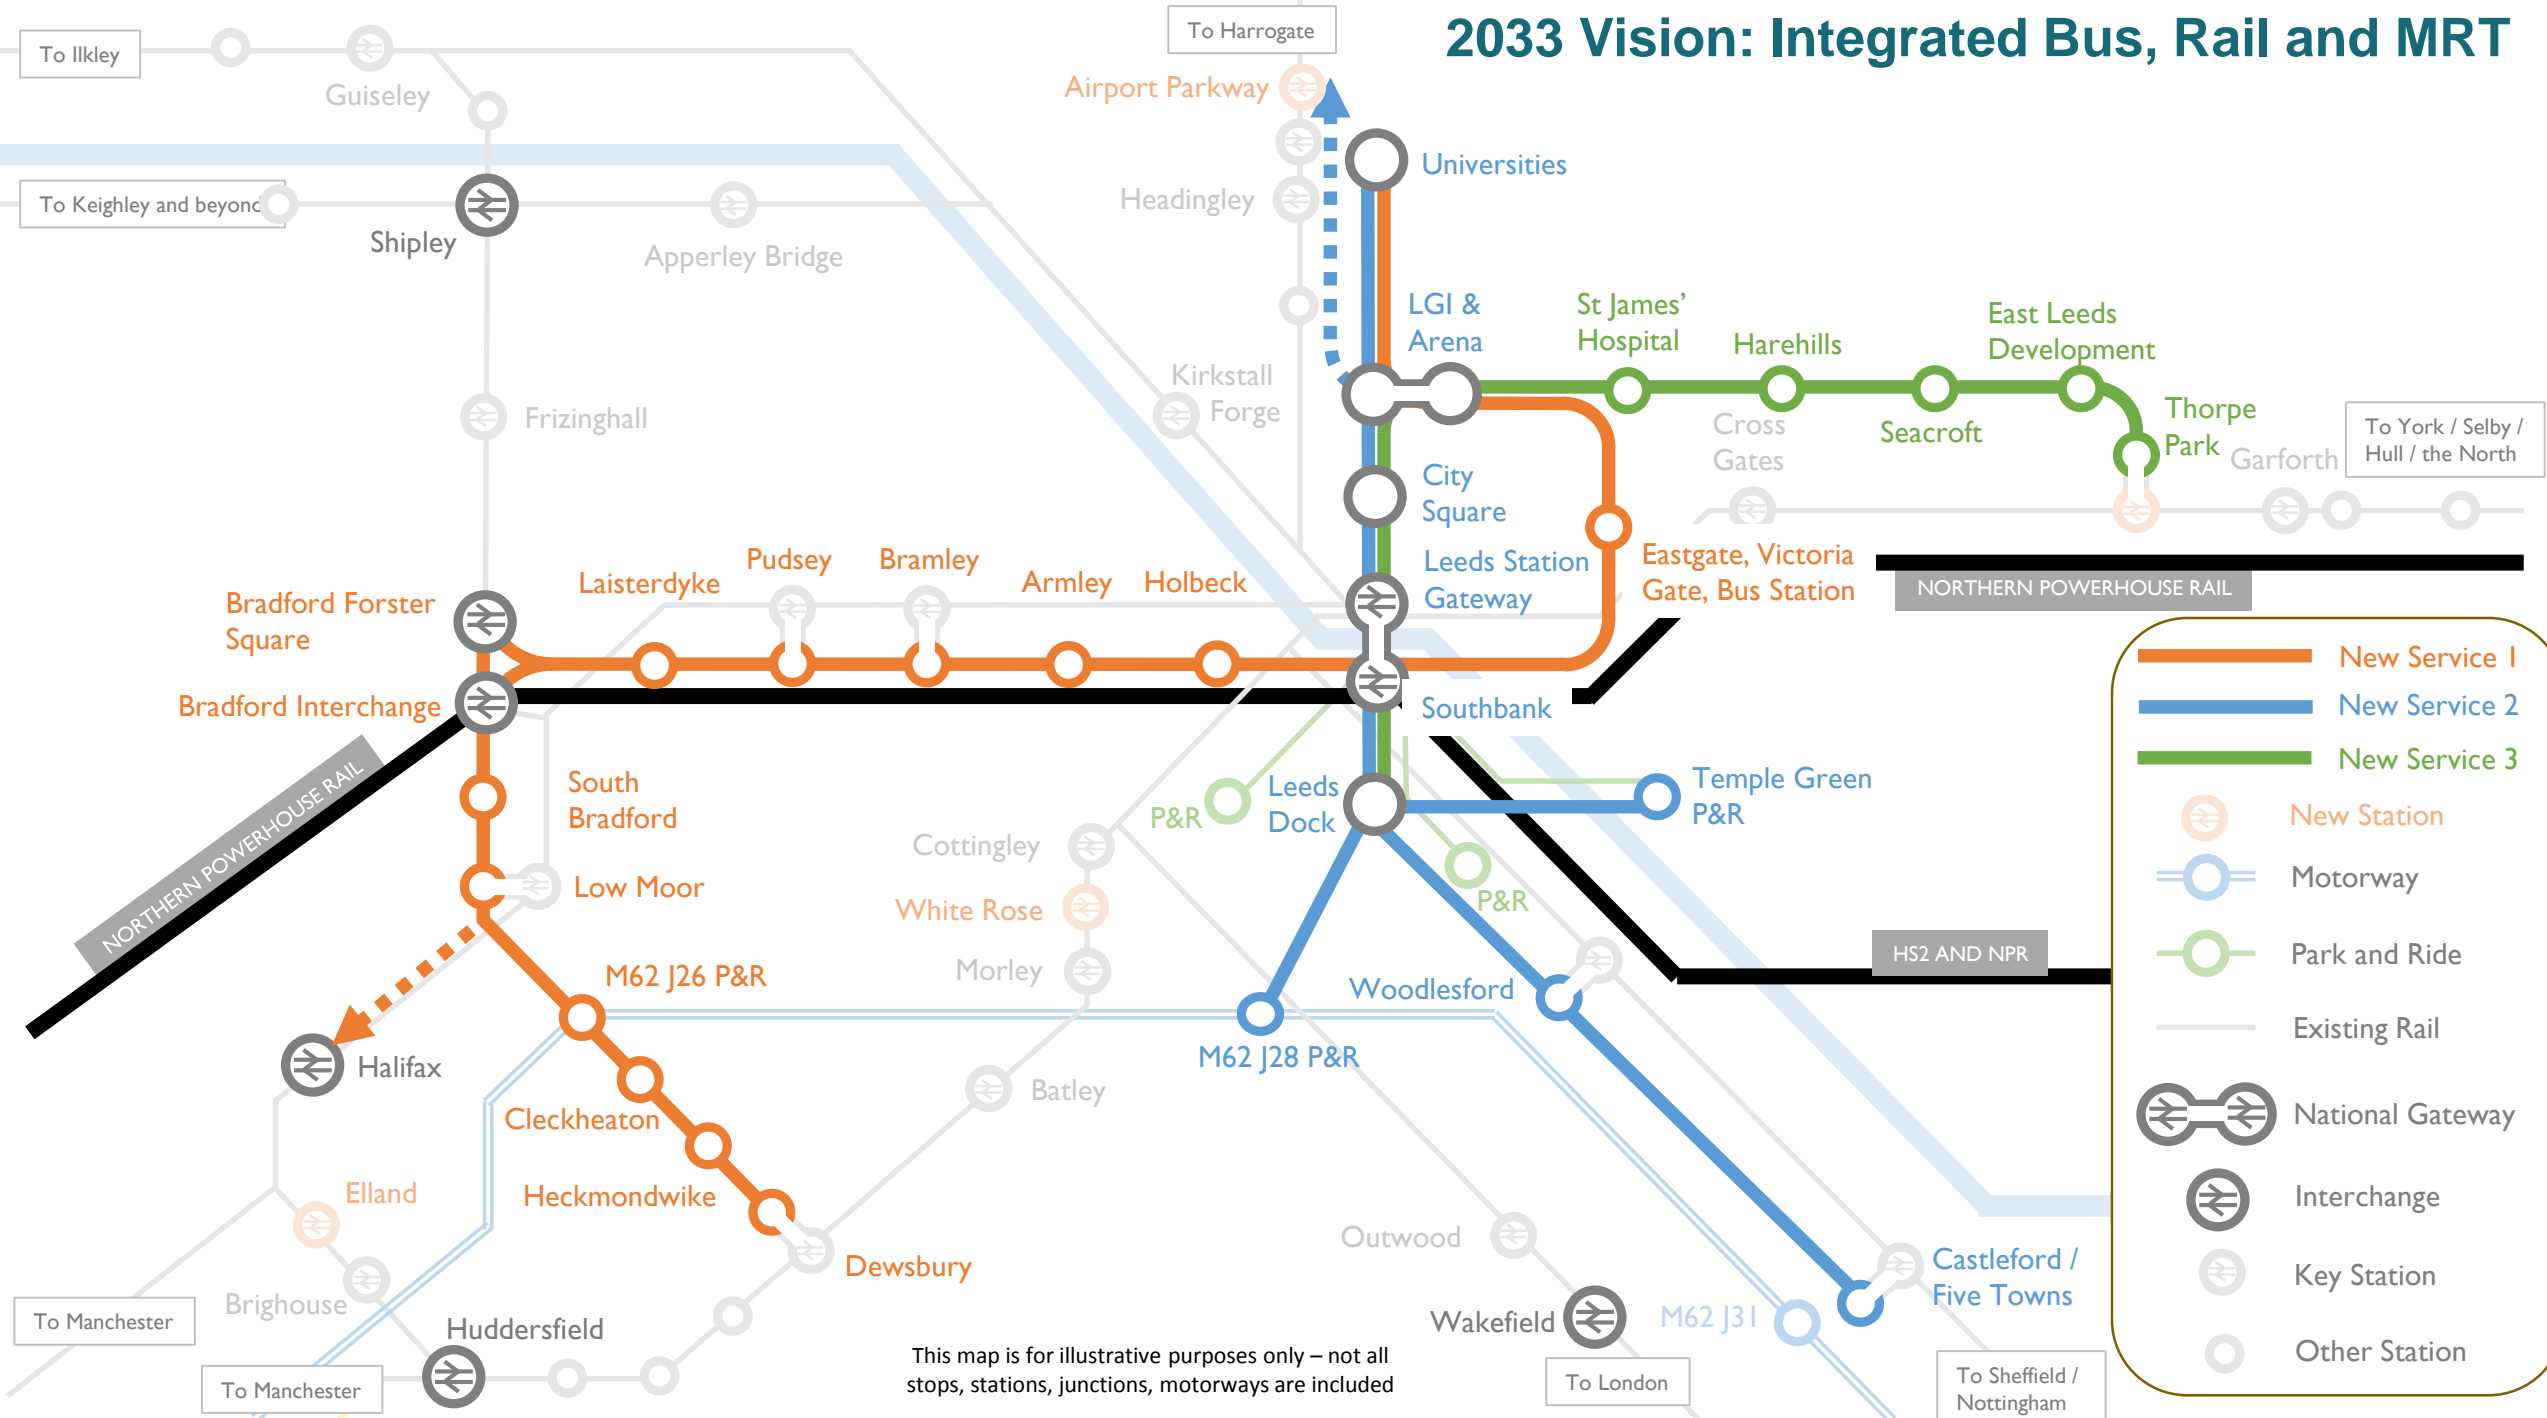 2033 Vision: Integrated Bus, Rail and MRT
To Ilkley
Guiseley
To Harrogate
Airport Parkway
Universities
To Keighley and beyond
Shipley
Apperley Bridge
Headingley
LGI &
Arena
St James'
Hospital
Harehills
East Leeds
Development
Kirkstall
Forge
Frizinghall
Cross
Gates
Seacroft
Thorpe
Park
Garforth
To York / Selby /
Hull / the North
City
Square
Leeds Station
Gateway
Eastgate, Victoria
Gate, Bus Station
NORTHERN POWERHOUSE RAIL
Bradford Forster
Square
Laisterdyke
Pudsey
Bramley
Armley
Holbeck
Bradford Interchange
Southbank
New Service 1
New Service 2
New Service 3
New Station
Motorway
Park and Ride
Existing Rail
National Gateway
Interchange
Key Station
Other Station
NORTHERN POWERHOUSE RAIL
South
Bradford
Low Moor
P&R
Leeds
Dock
Temple Green
P&R
P&R
Cottingley
White Rose
Morley
HS2 AND NPR
M62 J26 P&R
Woodlesford
M62 J28 P&R
Halifax
Batley
Cleckheaton
Heckmondwike
Elland
Dewsbury
Brighouse
Outwood
Castleford /
Five Towns
To Manchester
Huddersfield
Wakefield
M62 J31
To Manchester
This map is for illustrative purposes only – not all
stops, stations, junctions, motorways are included
To London
To Sheffield /
Nottingham